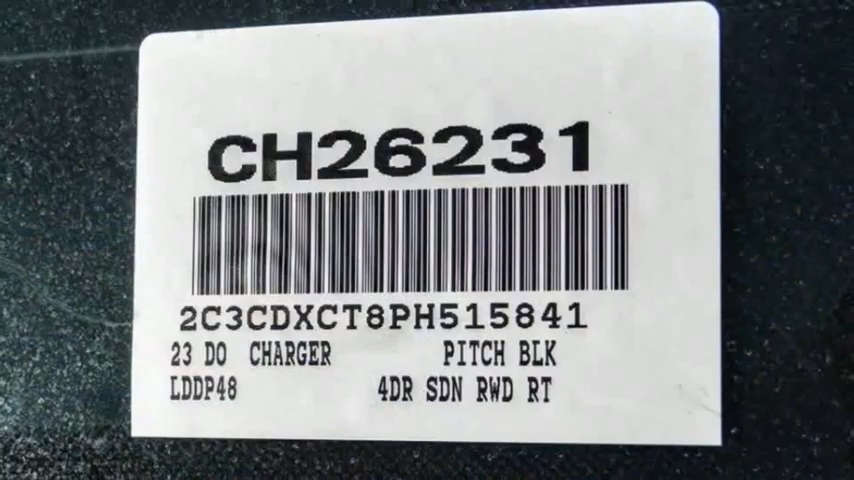 CH26231
2C3CDXCT8PH515841
23 DO CHARGER PITCH BLK
LDDP48 4DR SDN RWD RT